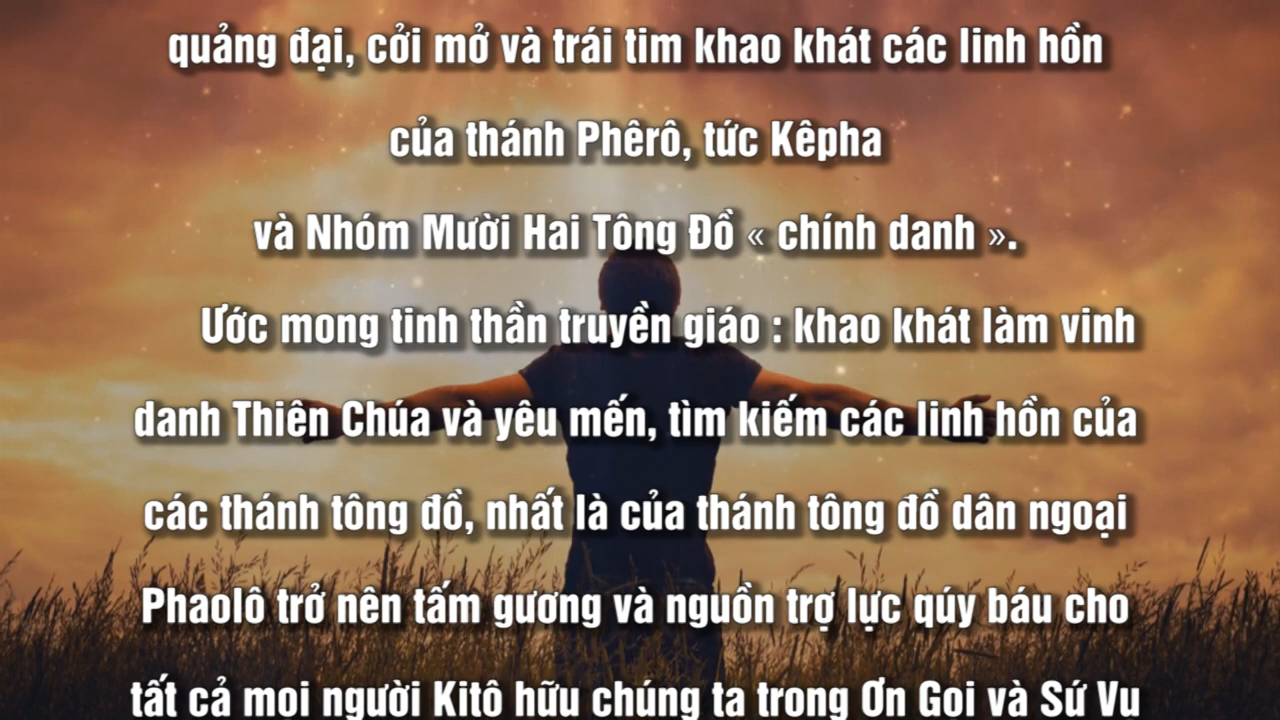 quảng đại, cởi mở và trái tim khao khát các linh hồn
của thánh Phêrô, tức Kêpha
và Nhóm Mười Hai Tông Đồ « chính danh ».
Ước mong tinh thần truyền giáo : khao khát làm vinh
danh Thiên Chúa và yêu mến, tìm kiếm các linh hồn của
các thánh tông đồ, nhất là của thánh tông đồ dân ngoại
Phaolô trở nên tấm gương và nguồn trợ lực qúy báu cho
tất cả mọi người Kitô hữu chúng ta trong Ơn Gọi và Sứ Vụ